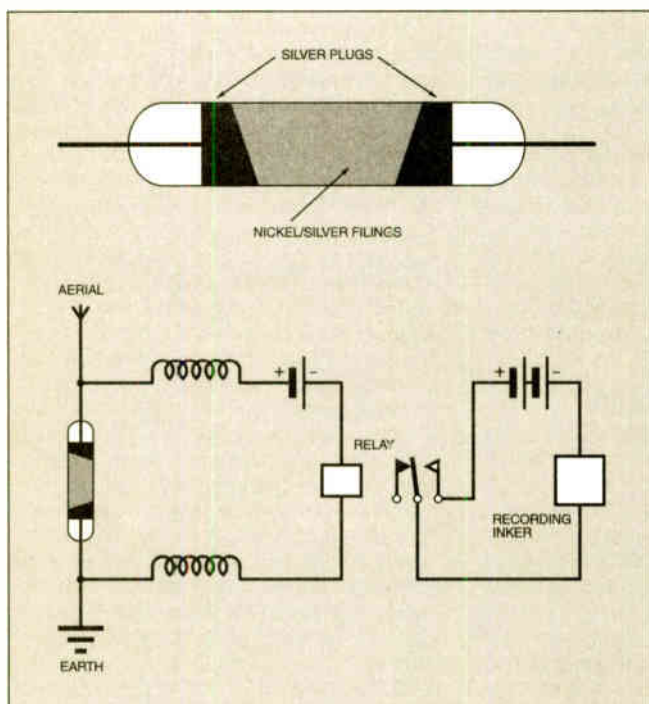 SILVER PLUGS
NICKEL/SILVER FILINGS
AERIAL
+ -
+ -
RELAY
RECORDING
INKER
EARTH